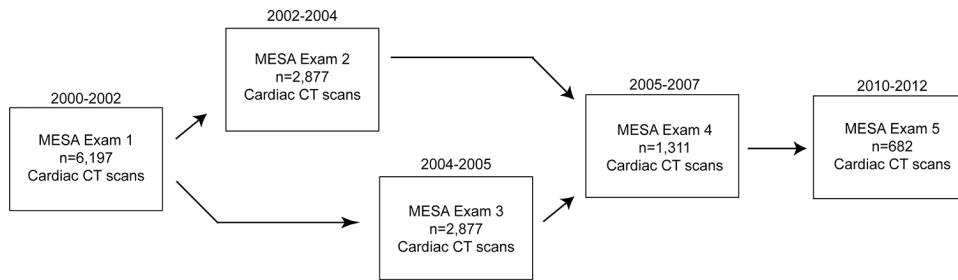 2000-2002
MESA Exam 1
n=6,197
Cardiac CT scans
2002-2004
MESA Exam 2
n=2,877
Cardiac CT scans
2004-2005
MESA Exam 3
n=2,877
Cardiac CT scans
2005-2007
MESA Exam 4
n=1,311
Cardiac CT scans
2010-2012
MESA Exam 5
n=682
Cardiac CT scans